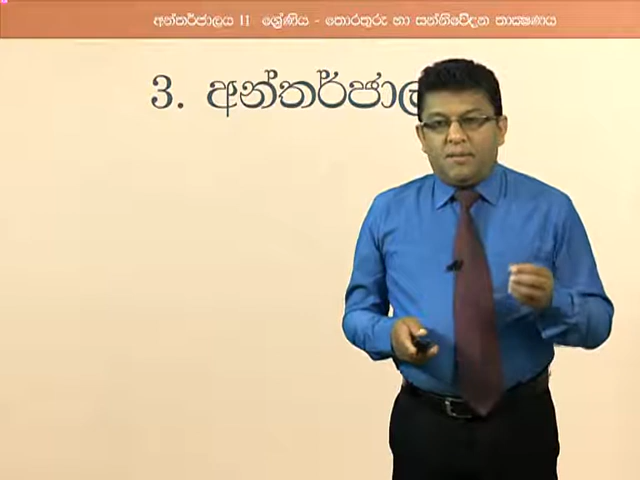 අන්තර්ජාලය 11 ශ්‍රේණිය - තොරතුරු හා සන්නිවේදන තාක්ෂණය
3. අන්තර්ජාල